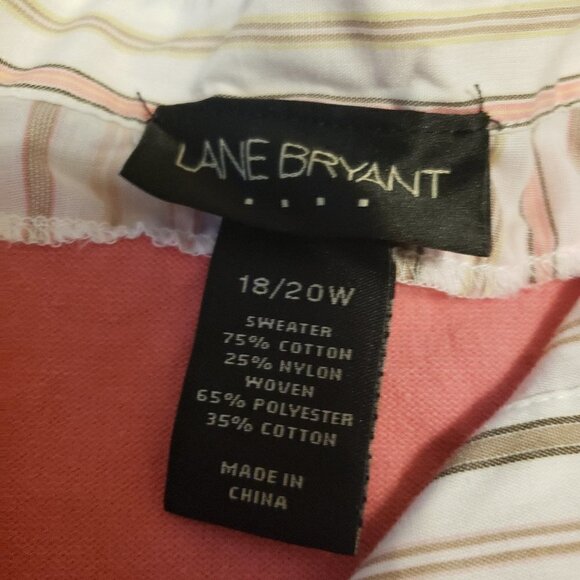 LANE BRYANT
18/20W
SWEATER
75% COTTON
25% NYLON
WOVEN
65% POLYESTER
35% COTTON
MADE IN
CHINA